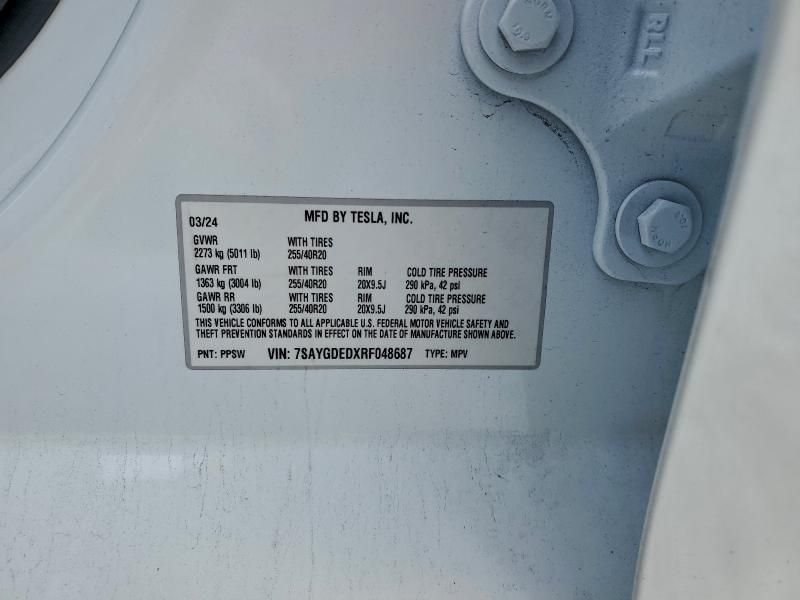 03/24 MFD BY TESLA, INC.
GVWR WITH TIRES
2273 kg (5011 lb) 255/40R20
GAWR FRT WITH TIRES RIM COLD TIRE PRESSURE
1363 kg (3004 lb) 255/40R20 20X9.5J 290 kPa, 42 psi
GAWR RR WITH TIRES RIM COLD TIRE PRESSURE
1500 kg (3306 lb) 255/40R20 20X9.5J 290 kPa, 42 psi
THIS VEHICLE CONFORMS TO ALL APPLICABLE U.S. FEDERAL MOTOR VEHICLE SAFETY AND
THEFT PREVENTION STANDARDS IN EFFECT ON THE DATE OF MANUFACTURE SHOWN ABOVE.
PNT: PPSW VIN: 7SAYGDEDXRF048687 TYPE: MPV